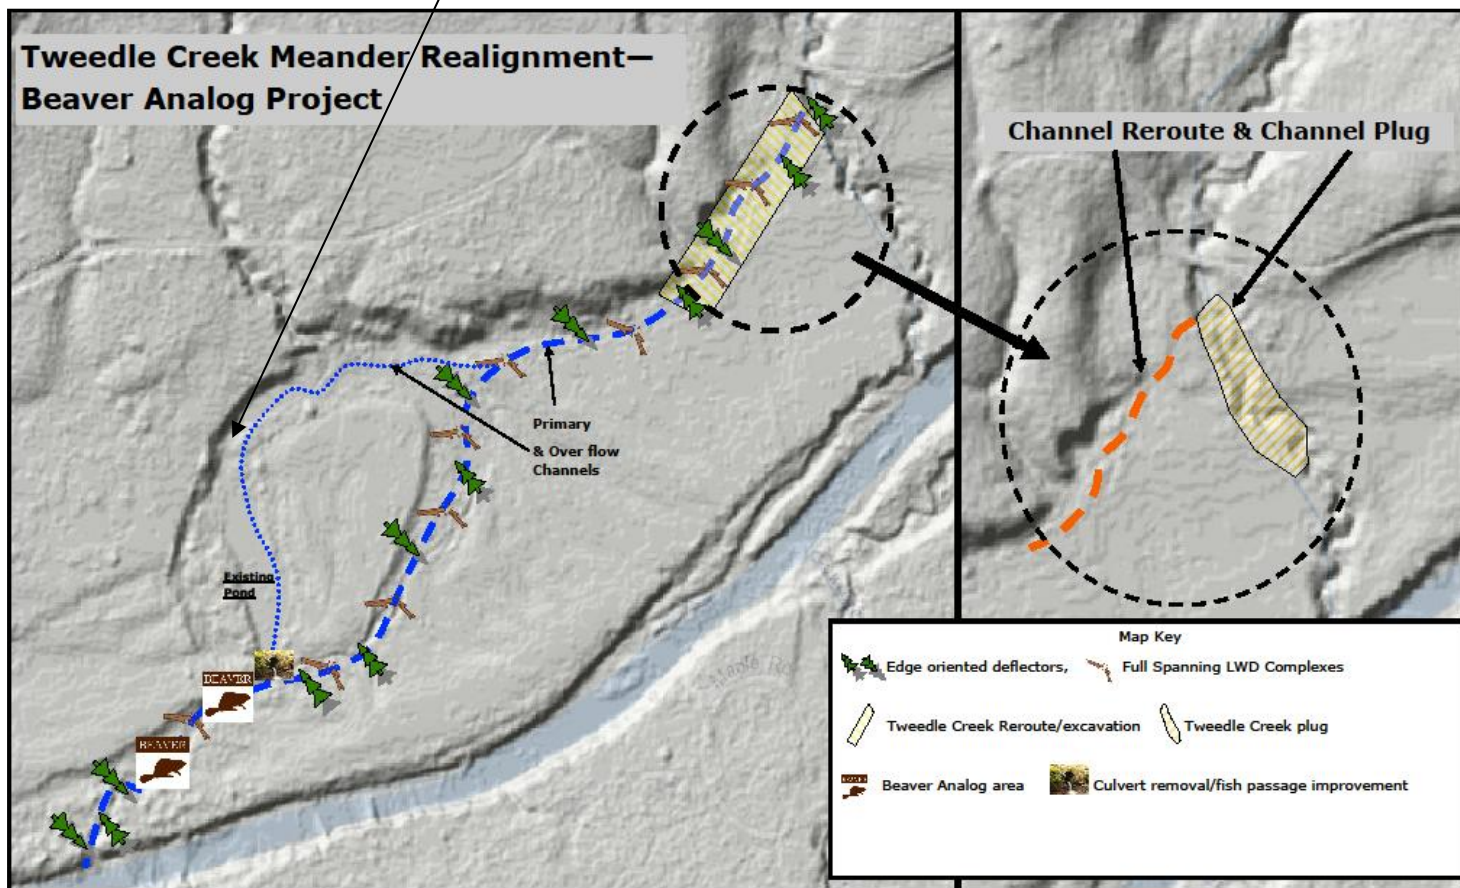 Tweedle Creek Meander Realignment—
Beaver Analog Project
Primary
& Over flow
Channels
Existing
Pond
BEAVER
BEAVER
Channel Reroute & Channel Plug
Map Key
Edge oriented deflectors,
Full Spanning LWD Complexes
Tweedle Creek Reroute/excavation
Tweedle Creek plug
Beaver Analog area
Culvert removal/fish passage improvement